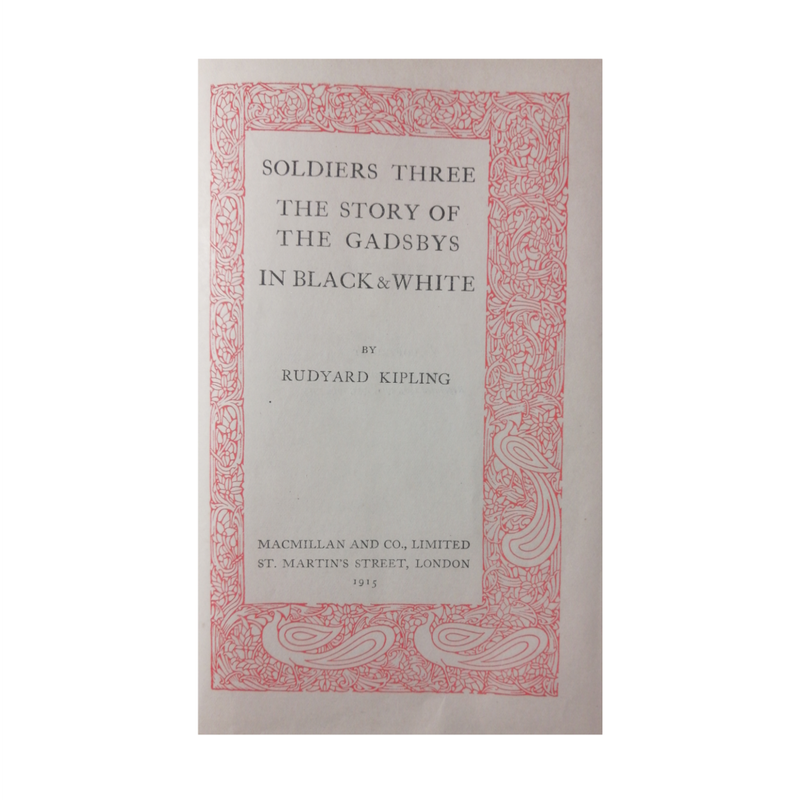 SOLDIERS THREE
THE STORY OF
THE GADSBYS
IN BLACK & WHITE
BY
RUDYARD KIPLING
MACMILLAN AND CO., LIMITED
ST. MARTIN'S STREET, LONDON
1915